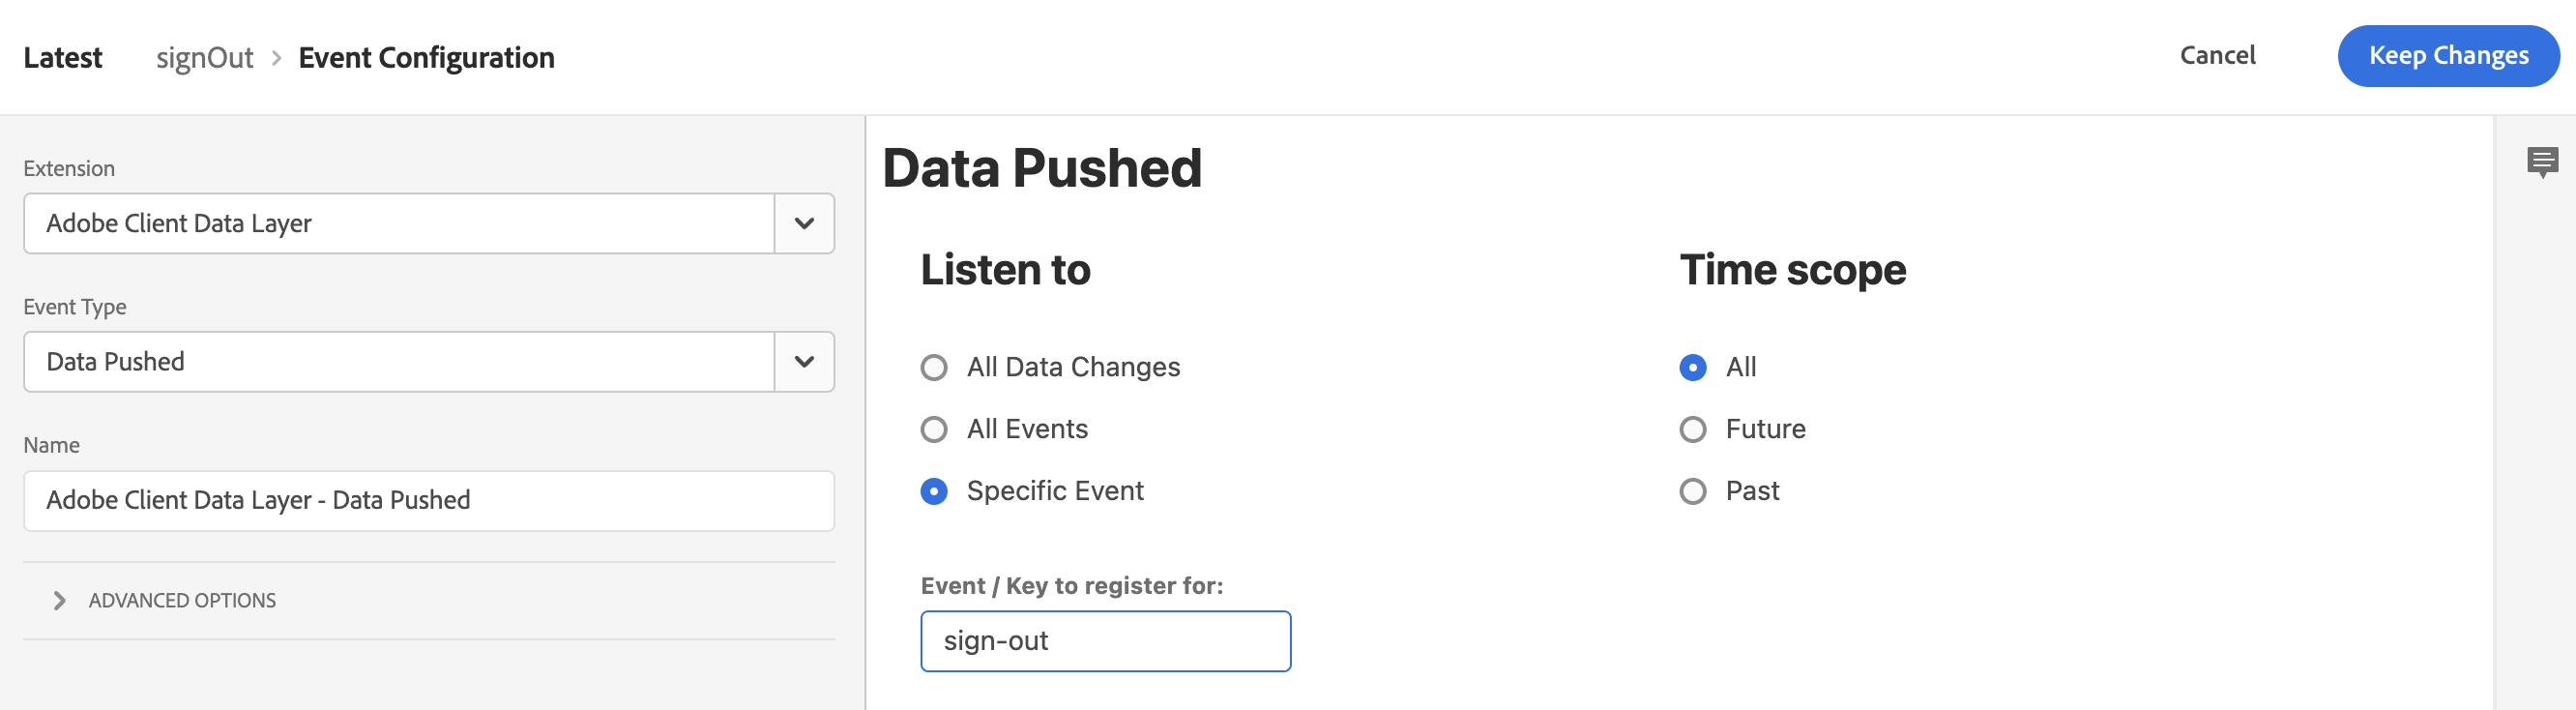 Latest signOut > Event Configuration Cancel Keep Changes
Extension
Adobe Client Data Layer
Event Type
Data Pushed
Name
Adobe Client Data Layer - Data Pushed
ADVANCED OPTIONS
Data Pushed
Listen to
All Data Changes
All Events
Specific Event
Event / Key to register for:
sign-out
Time scope
All
Future
Past